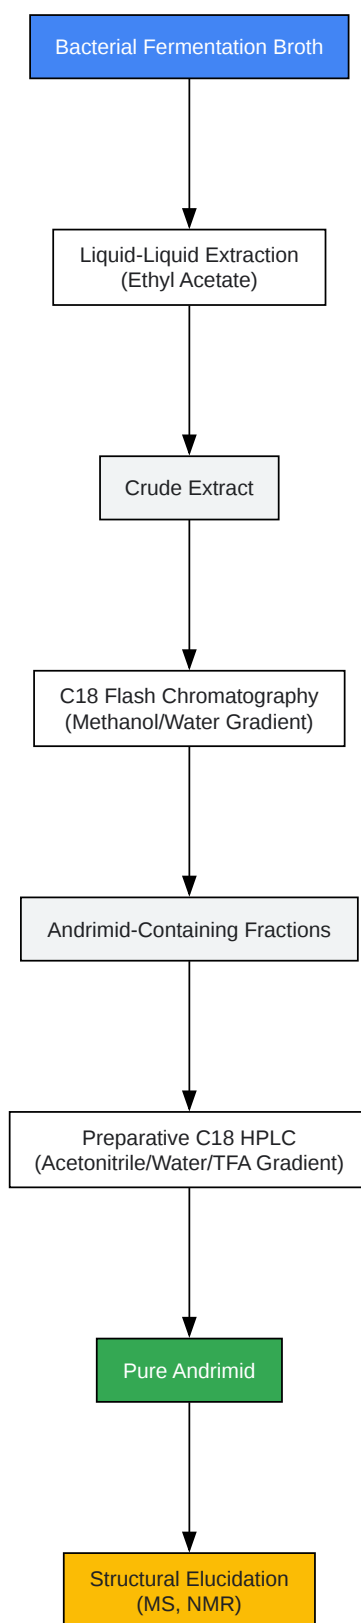 Bacterial Fermentation Broth
Liquid-Liquid Extraction
(Ethyl Acetate)
Crude Extract
C18 Flash Chromatography
(Methanol/Water Gradient)
Andrimid-Containing Fractions
Preparative C18 HPLC
(Acetonitrile/Water/TFA Gradient)
Pure Andrimid
Structural Elucidation
(MS, NMR)